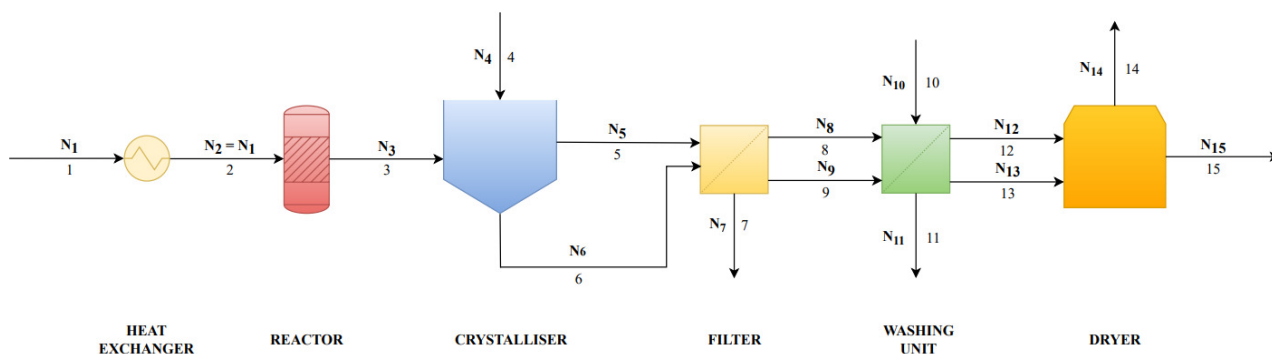 N4 4
N14 14
N10 10
N1
1
N2 = N1
2
N3
3
N5
5
N8
8
N12
12
N15
15
N9
9
N13
13
N7 7
N11 11
N6
6
HEAT
EXCHANGER
REACTOR
CRYSTALLISER
FILTER
WASHING
UNIT
DRYER